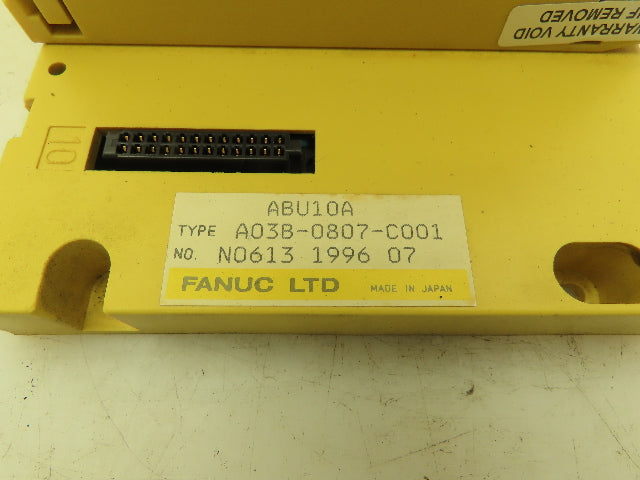 WARRANTY VOID
IF REMOVED
10
ABU10A
TYPE A03B-0807-C001
NO. N0613 1996 07
FANUC LTD MADE IN JAPAN